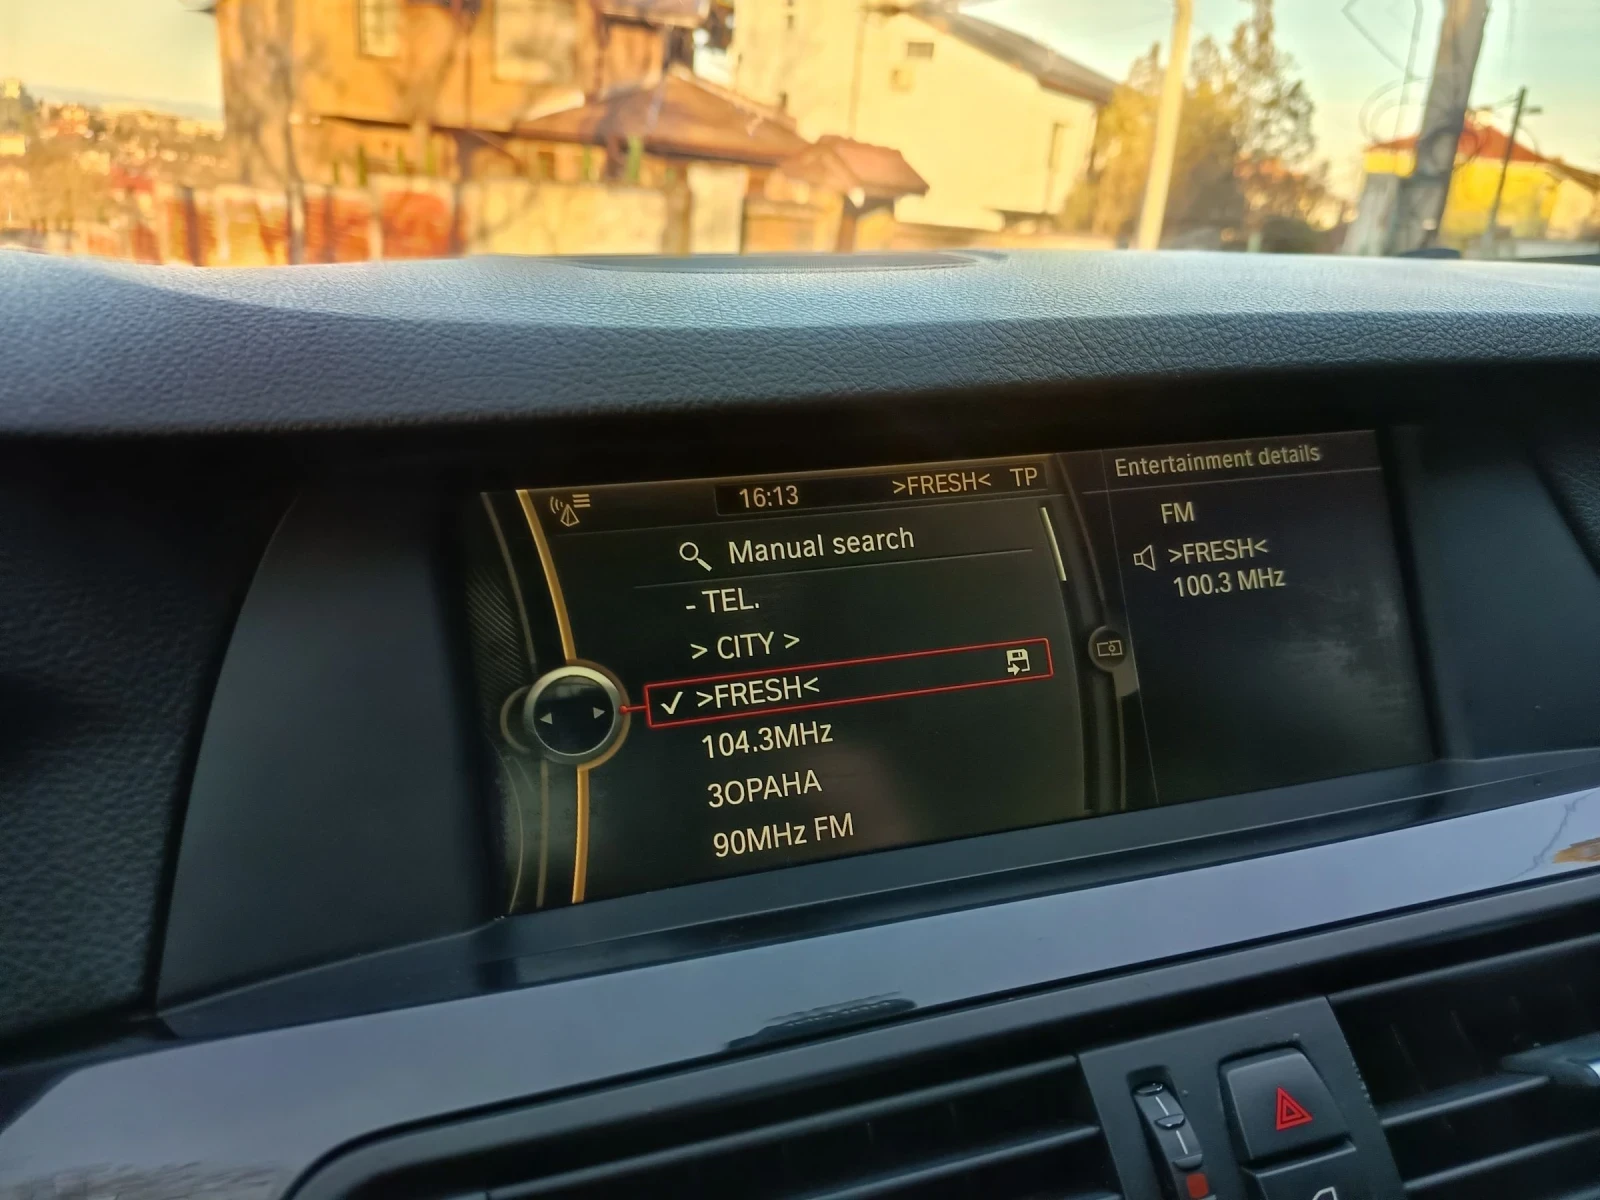 16:13 >FRESH< TP
Manual search
- TEL.
> CITY >
>FRESH<
104.3MHz
ЗОРАНА
90MHz FM
Entertainment details
FM
>FRESH<
100.3 MHz